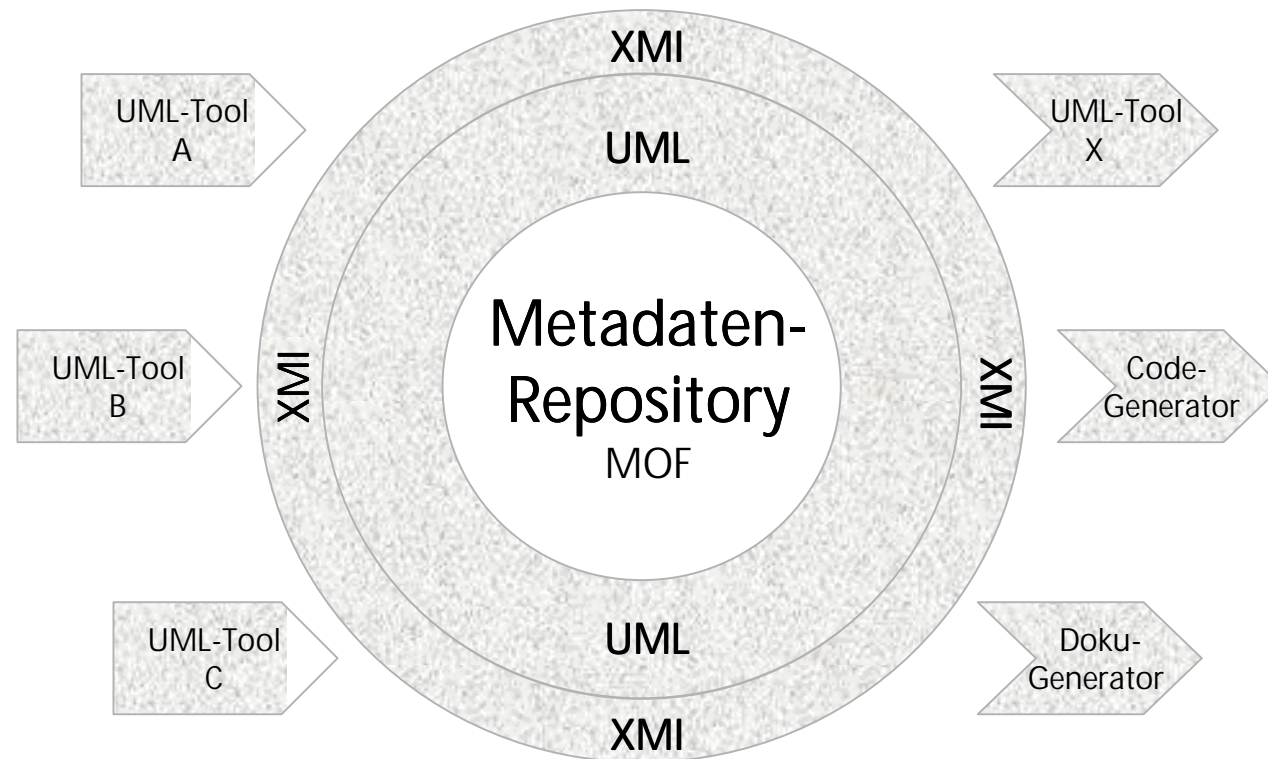 XMI
UML-Tool
A
UML
UML-Tool
X
UML-Tool
B
XMI
Metadaten-
Repository
MOF
XMI
Code-
Generator
UML-Tool
C
UML
Doku-
Generator
XMI